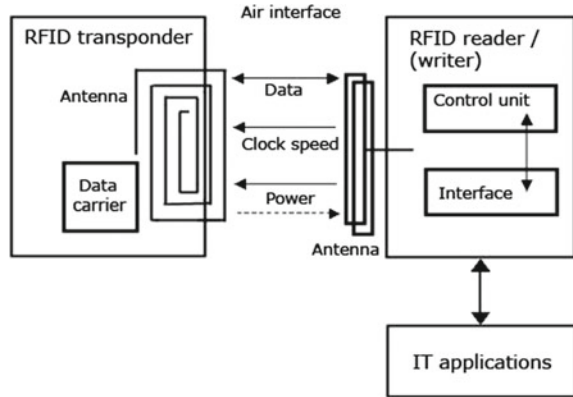 Air interface
RFID transponder
Antenna
Data
carrier
Data
Clock speed
Power
Antenna
RFID reader /
(writer)
Control unit
Interface
IT applications